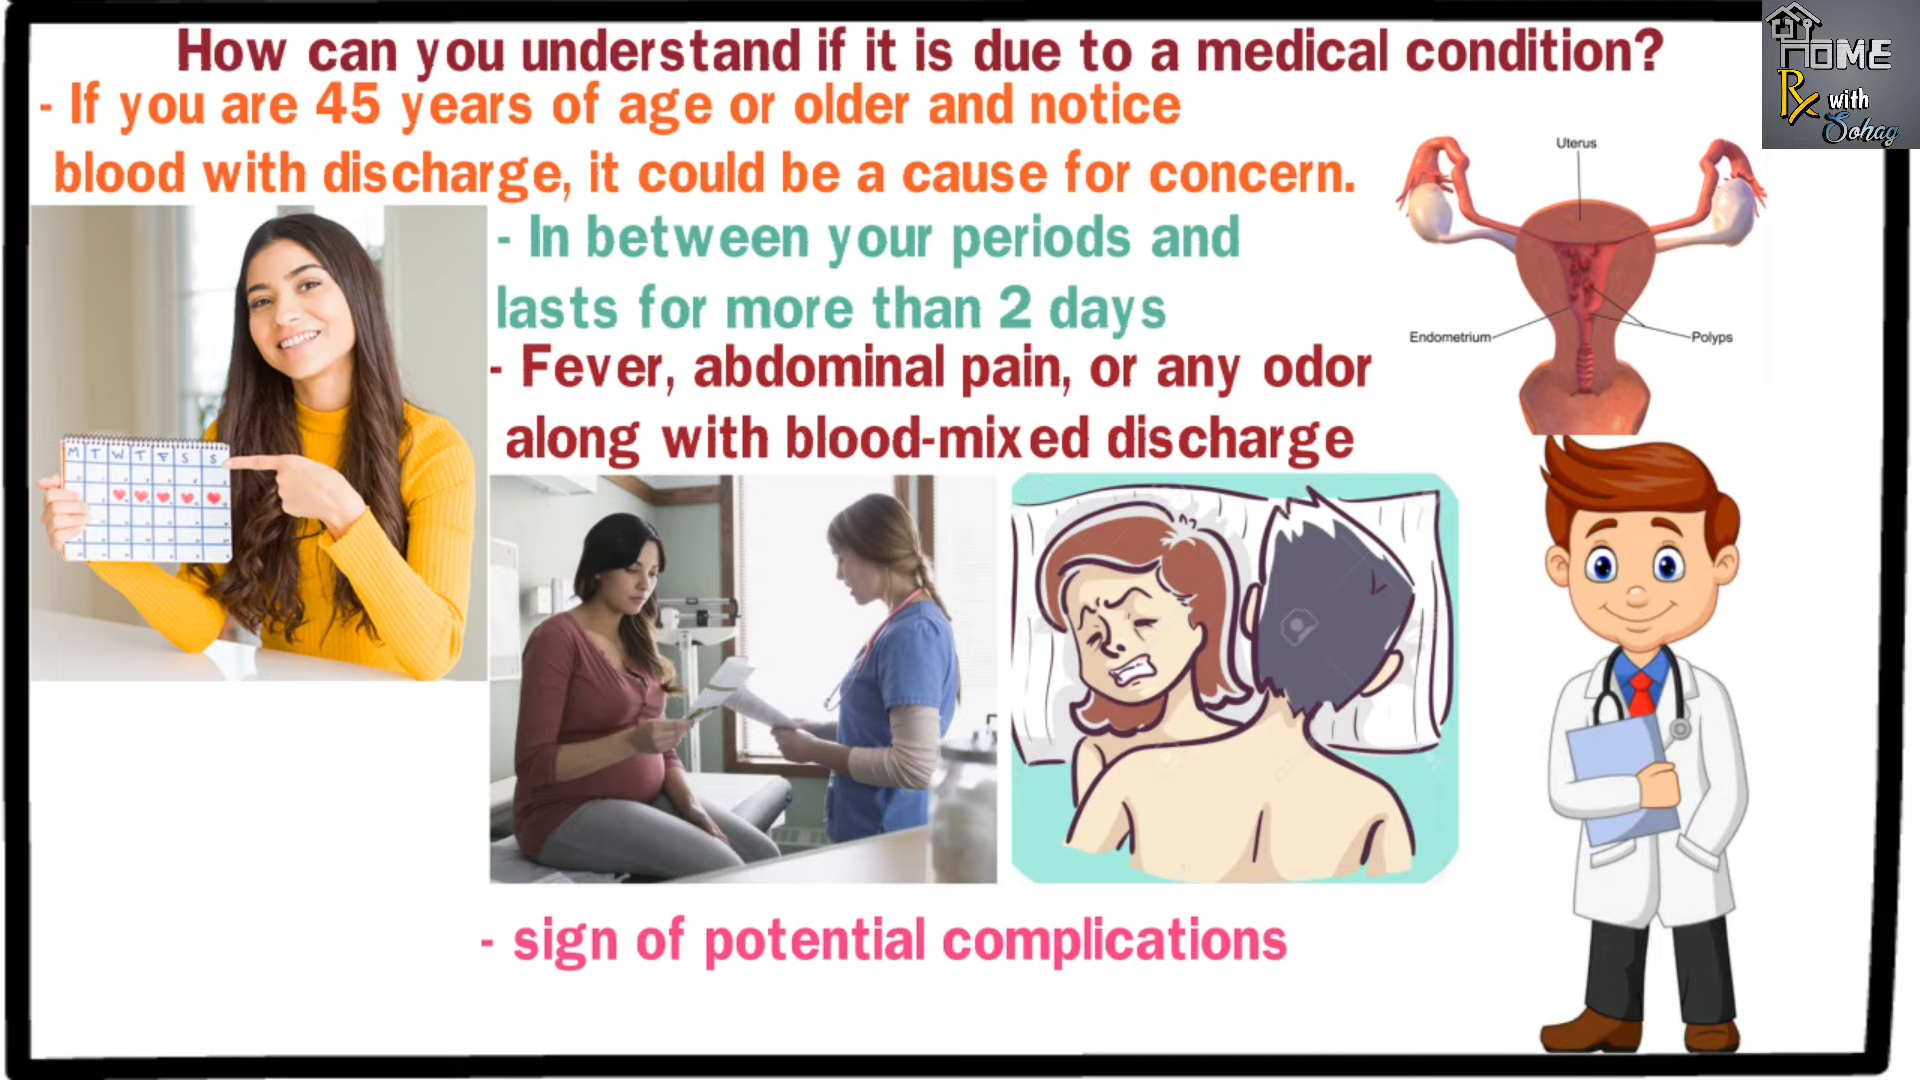 How can you understand if it is due to a medical condition?
HOME
Rx with
Sohag
- If you are 45 years of age or older and notice
blood with discharge, it could be a cause for concern.
- In between your periods and
lasts for more than 2 days
- Fever, abdominal pain, or any odor
along with blood-mixed discharge
Uterus
Endometrium
Polyps
M T W T F S S
- sign of potential complications